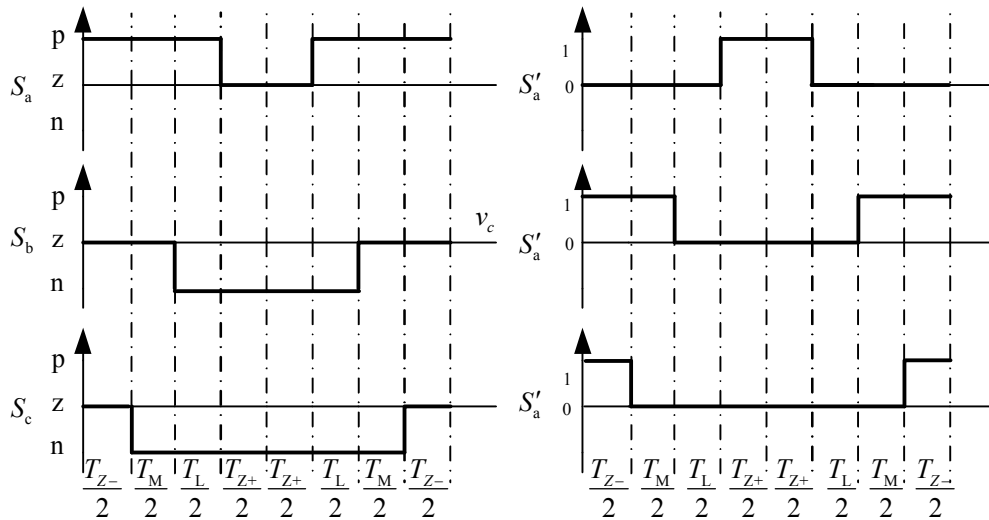 p
S_a z
n
p
S_b z v_c
n
p
S_c z
n
T_Z−/2 T_M/2 T_L/2 T_Z+/2 T_Z+/2 T_L/2 T_M/2 T_Z−/2
1
S′_a 0
1
S′_a 0
1
S′_a 0
T_Z−/2 T_M/2 T_L/2 T_Z+/2 T_Z+/2 T_L/2 T_M/2 T_Z−/2